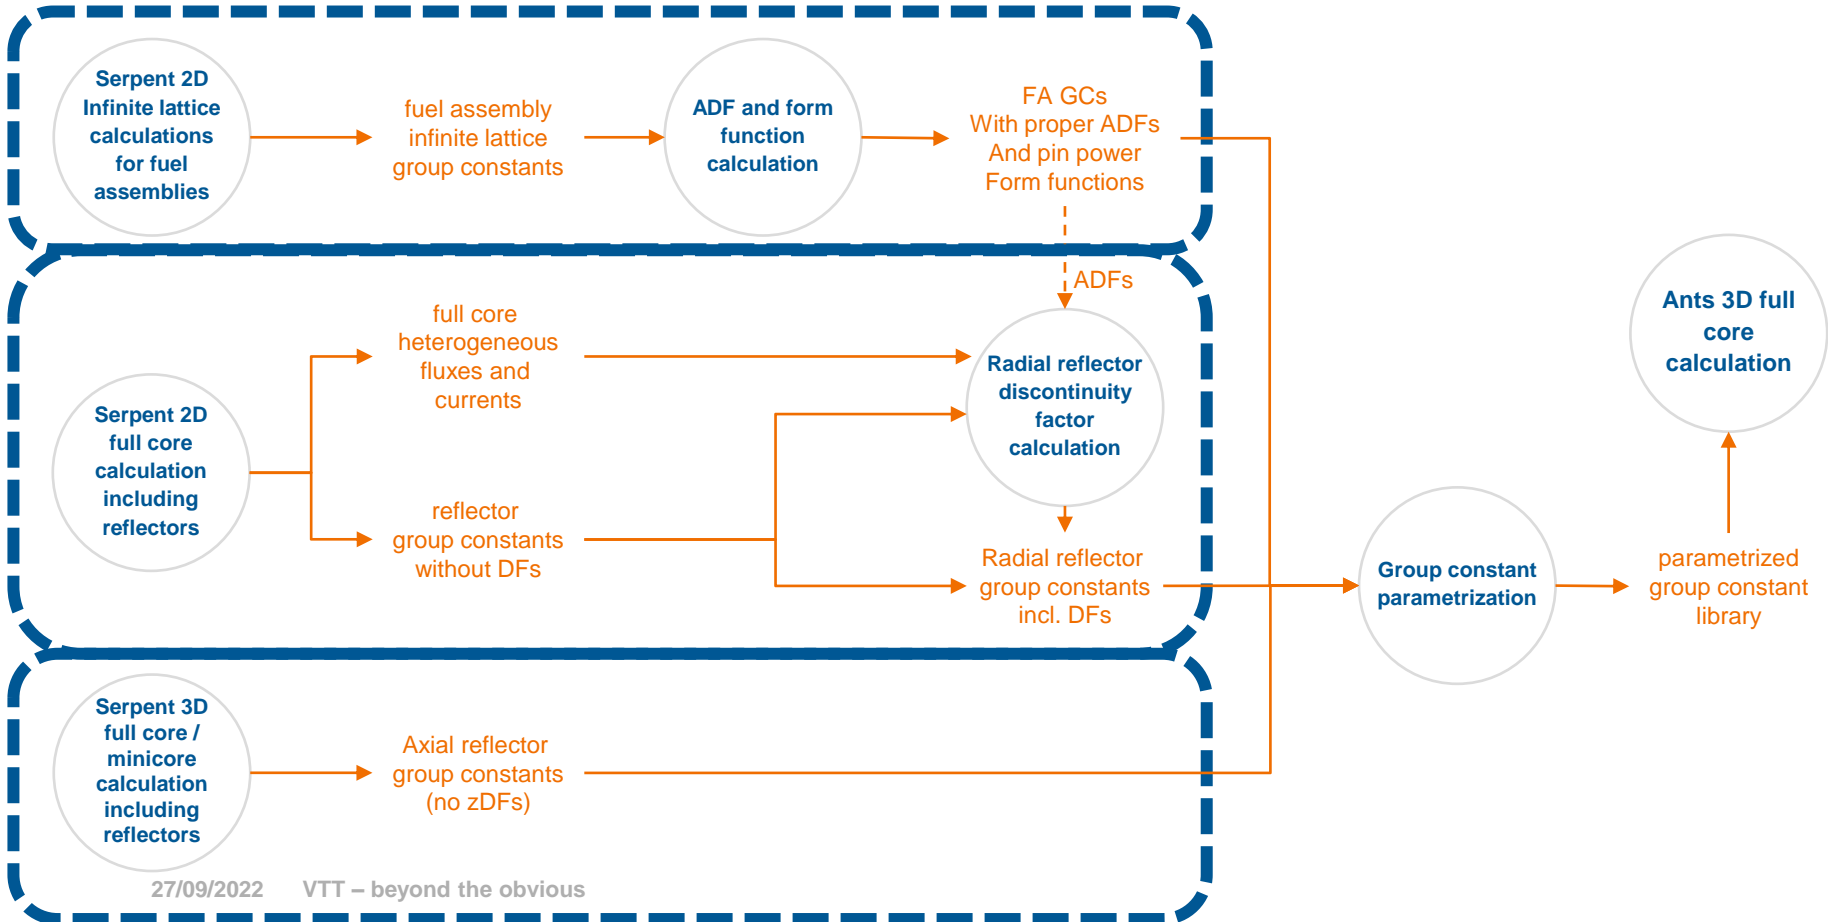 Serpent 2D
Infinite lattice
calculations
for fuel
assemblies
fuel assembly
infinite lattice
group constants
ADF and form
function
calculation
FA GCs
With proper ADFs
And pin power
Form functions
ADFs
Serpent 2D
full core
calculation
including
reflectors
full core
heterogeneous
fluxes and
currents
reflector
group constants
without DFs
Radial reflector
discontinuity
factor
calculation
Radial reflector
group constants
incl. DFs
Serpent 3D
full core /
minicore
calculation
including
reflectors
Axial reflector
group constants
(no zDFs)
Group constant
parametrization
parametrized
group constant
library
Ants 3D full
core
calculation
27/09/2022 VTT – beyond the obvious